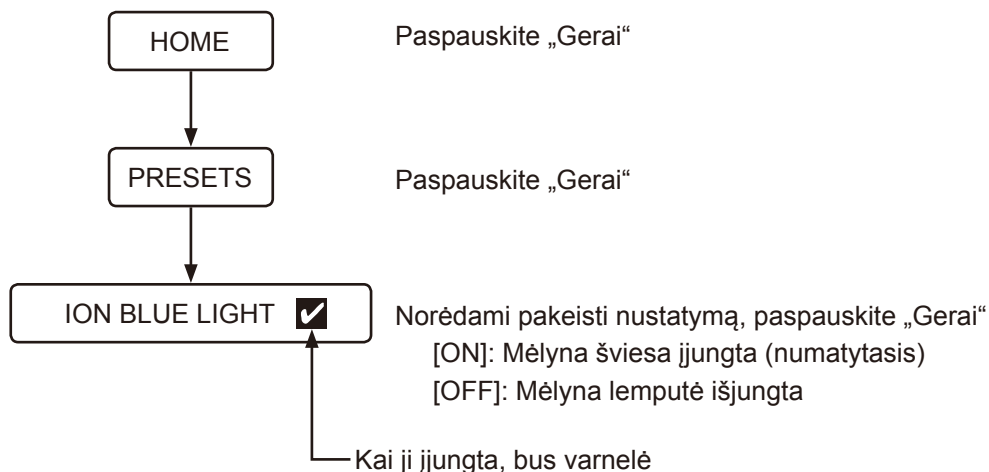 HOME
Paspauskite „Gerai“
PRESETS
Paspauskite „Gerai“
ION BLUE LIGHT ✔
Norėdami pakeisti nustatymą, paspauskite „Gerai“
[ON]: Mėlyna šviesa įjungta (numatytasis)
[OFF]: Mėlyna lemputė išjungta
Kai ji įjungta, bus varnelė